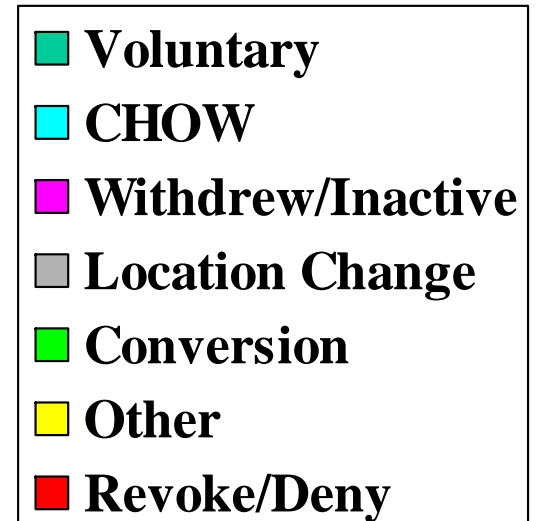 Voluntary
CHOW
Withdrew/Inactive
Location Change
Conversion
Other
Revoke/Deny